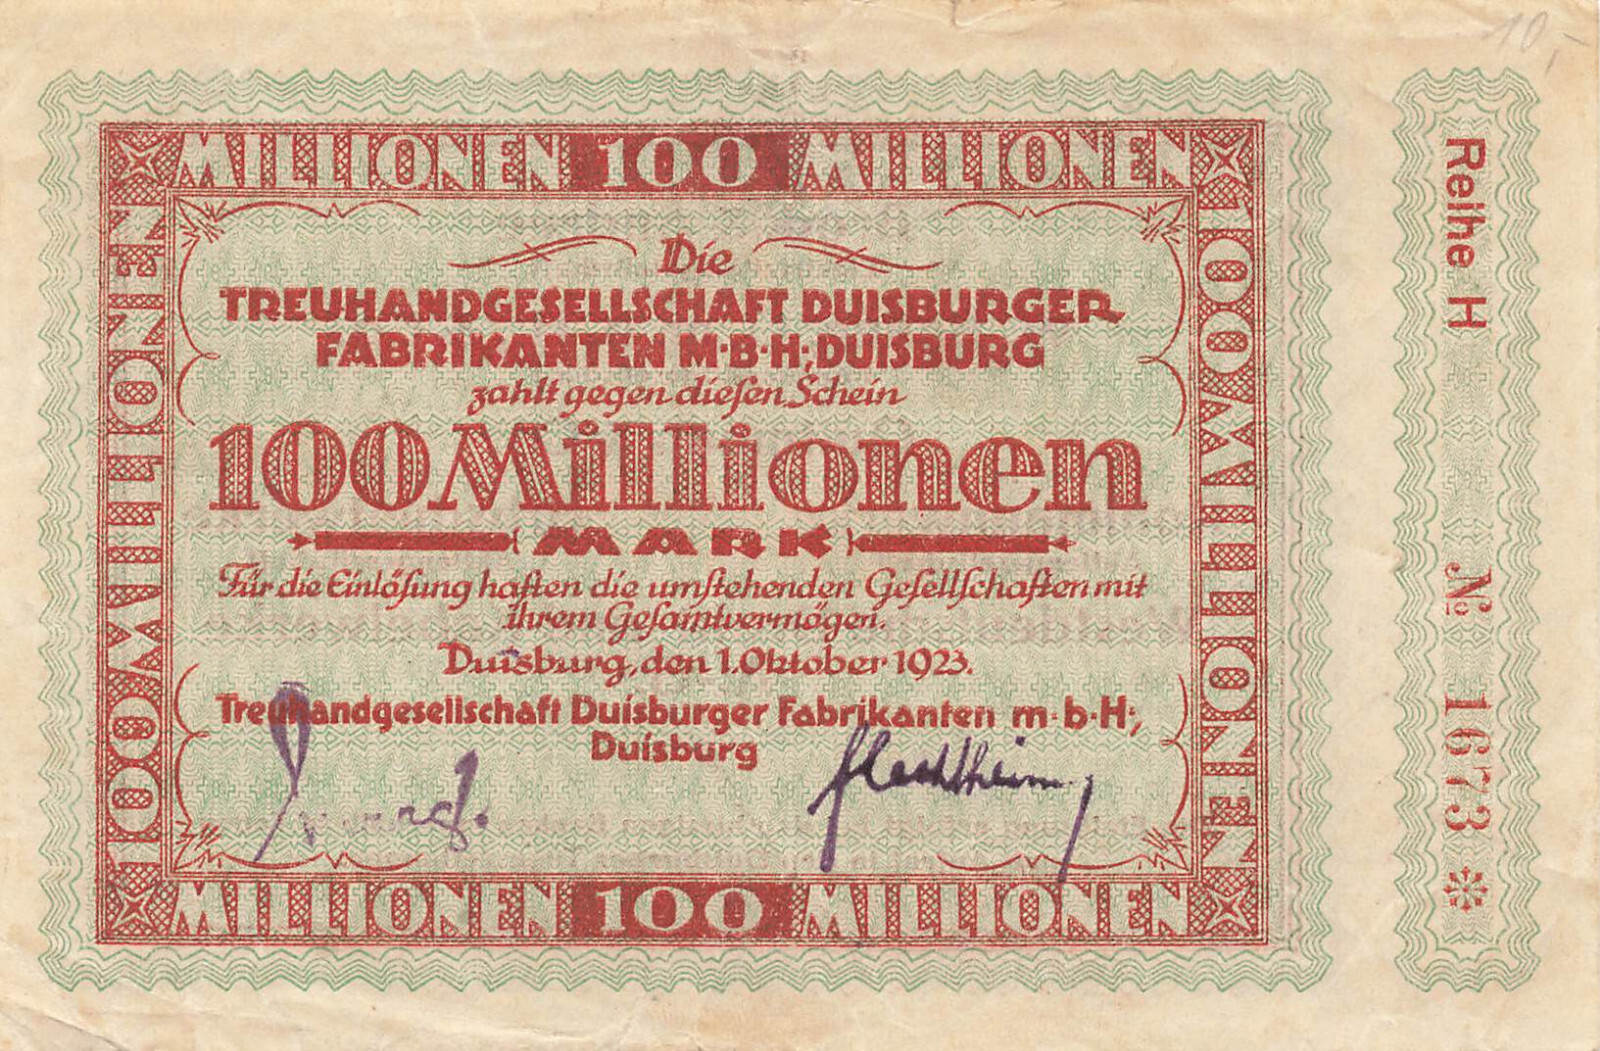 10,-
MILLIONEN 100 MILLIONEN
100 MILLIONEN
100 MILLIONEN
Die
TREUHANDGESELLSCHAFT DUISBURGER
FABRIKANTEN M·B·H·, DUISBURG
zahlt gegen dieſen Schein
100 Millionen
MARK
Für die Einlöſung haften die umſtehenden Geſellſchaften mit
ihrem Geſamtvermögen.
Duisburg, den 1. Oktober 1923.
Treuhandgesellschaft Duisburger Fabrikanten m·b·H·,
Duisburg
MILLIONEN 100 MILLIONEN
Reihe H № 1673 *